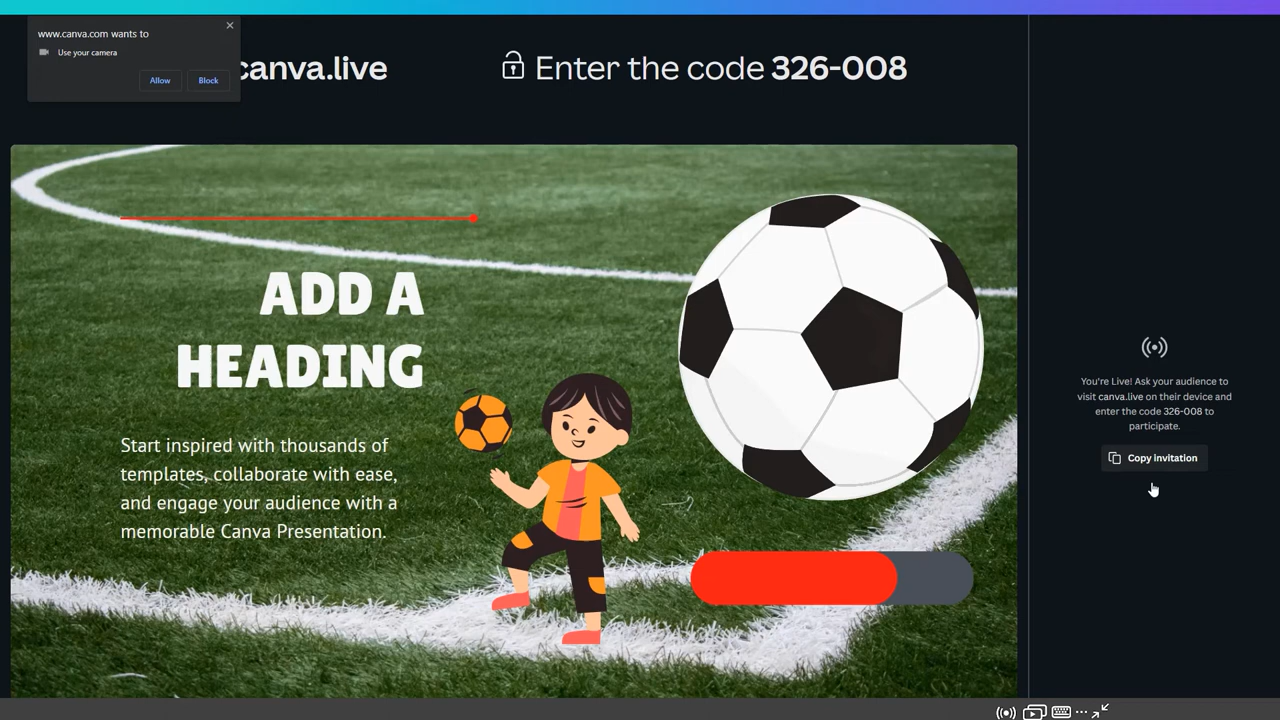 www.canva.com wants to
Use your camera
Allow
Block
canva.live
Enter the code 326-008
ADD A
HEADING
Start inspired with thousands of
templates, collaborate with ease,
and engage your audience with a
memorable Canva Presentation.
You're Live! Ask your audience to
visit canva.live on their device and
enter the code 326-008 to
participate.
Copy invitation